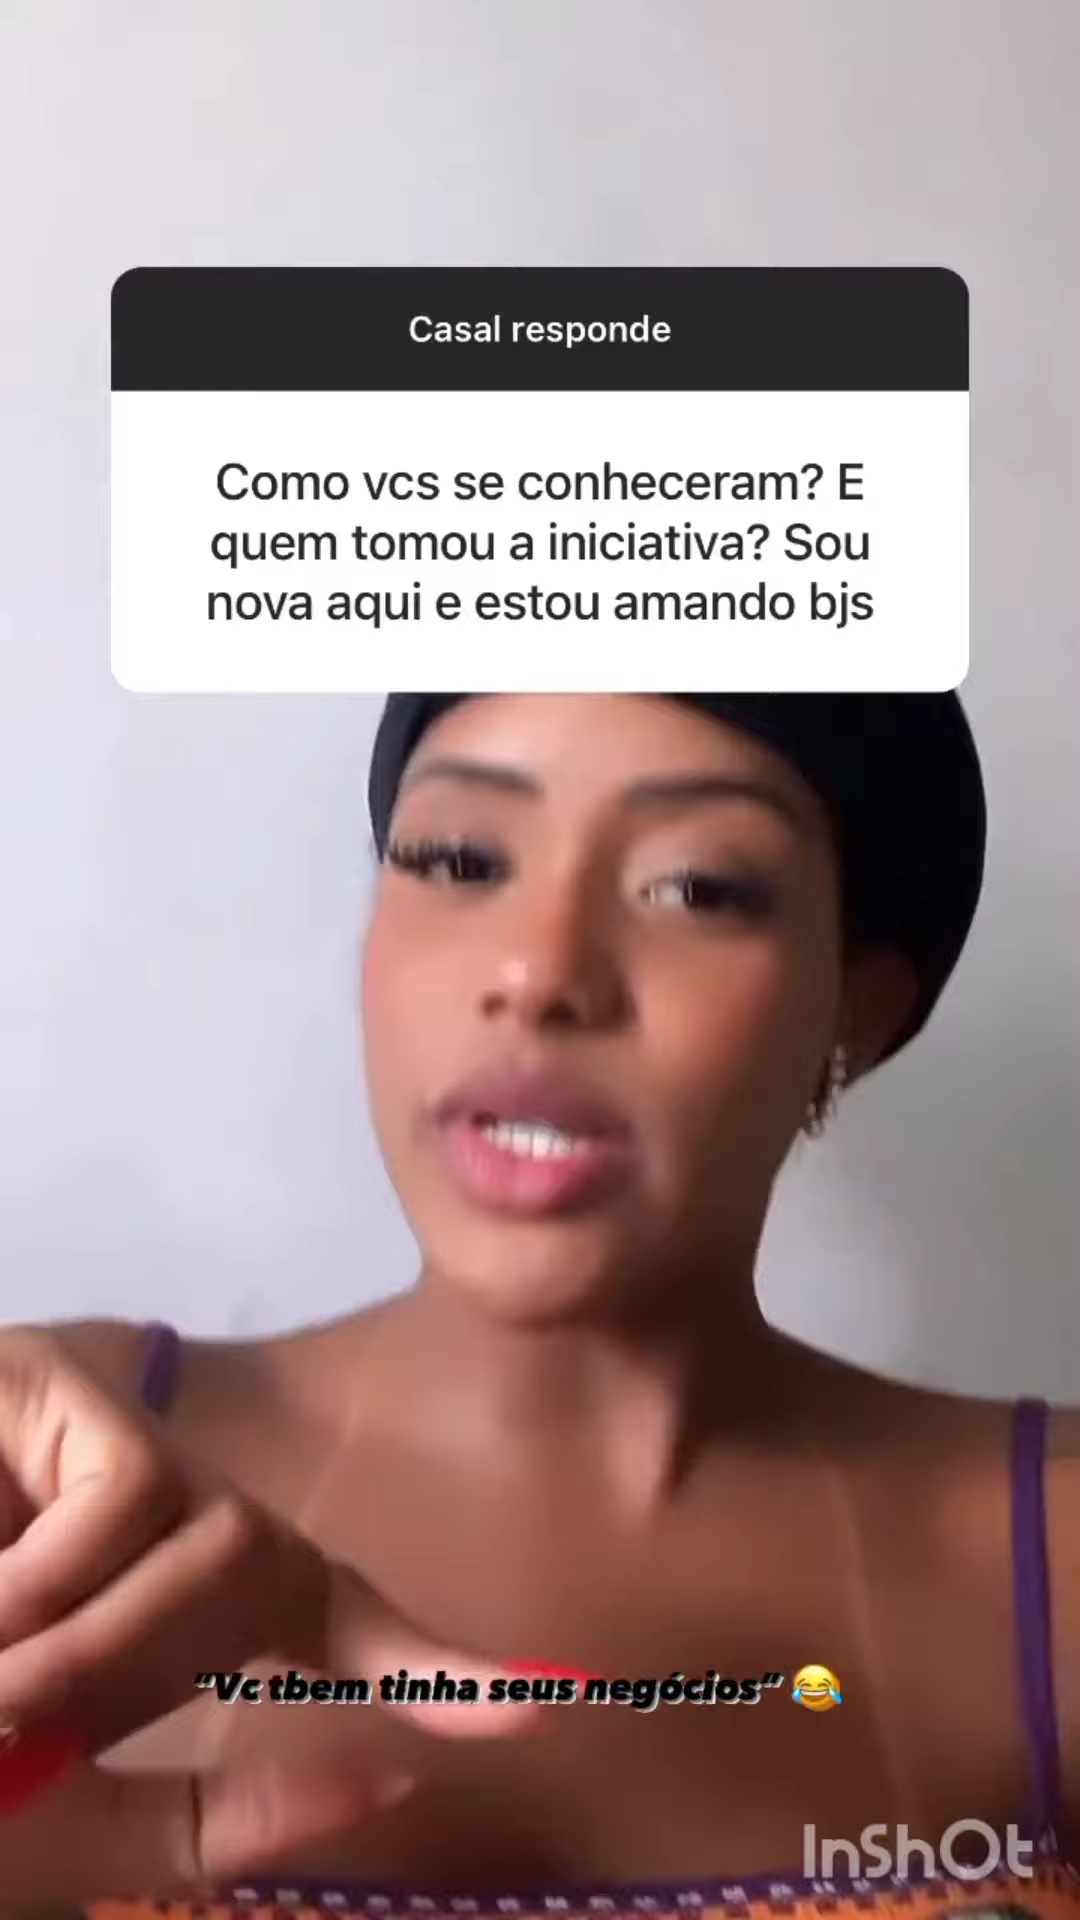 Casal responde
Como vcs se conheceram? E
quem tomou a iniciativa? Sou
nova aqui e estou amando bjs
“Vc tbem tinha seus negócios” 😂
InShOt